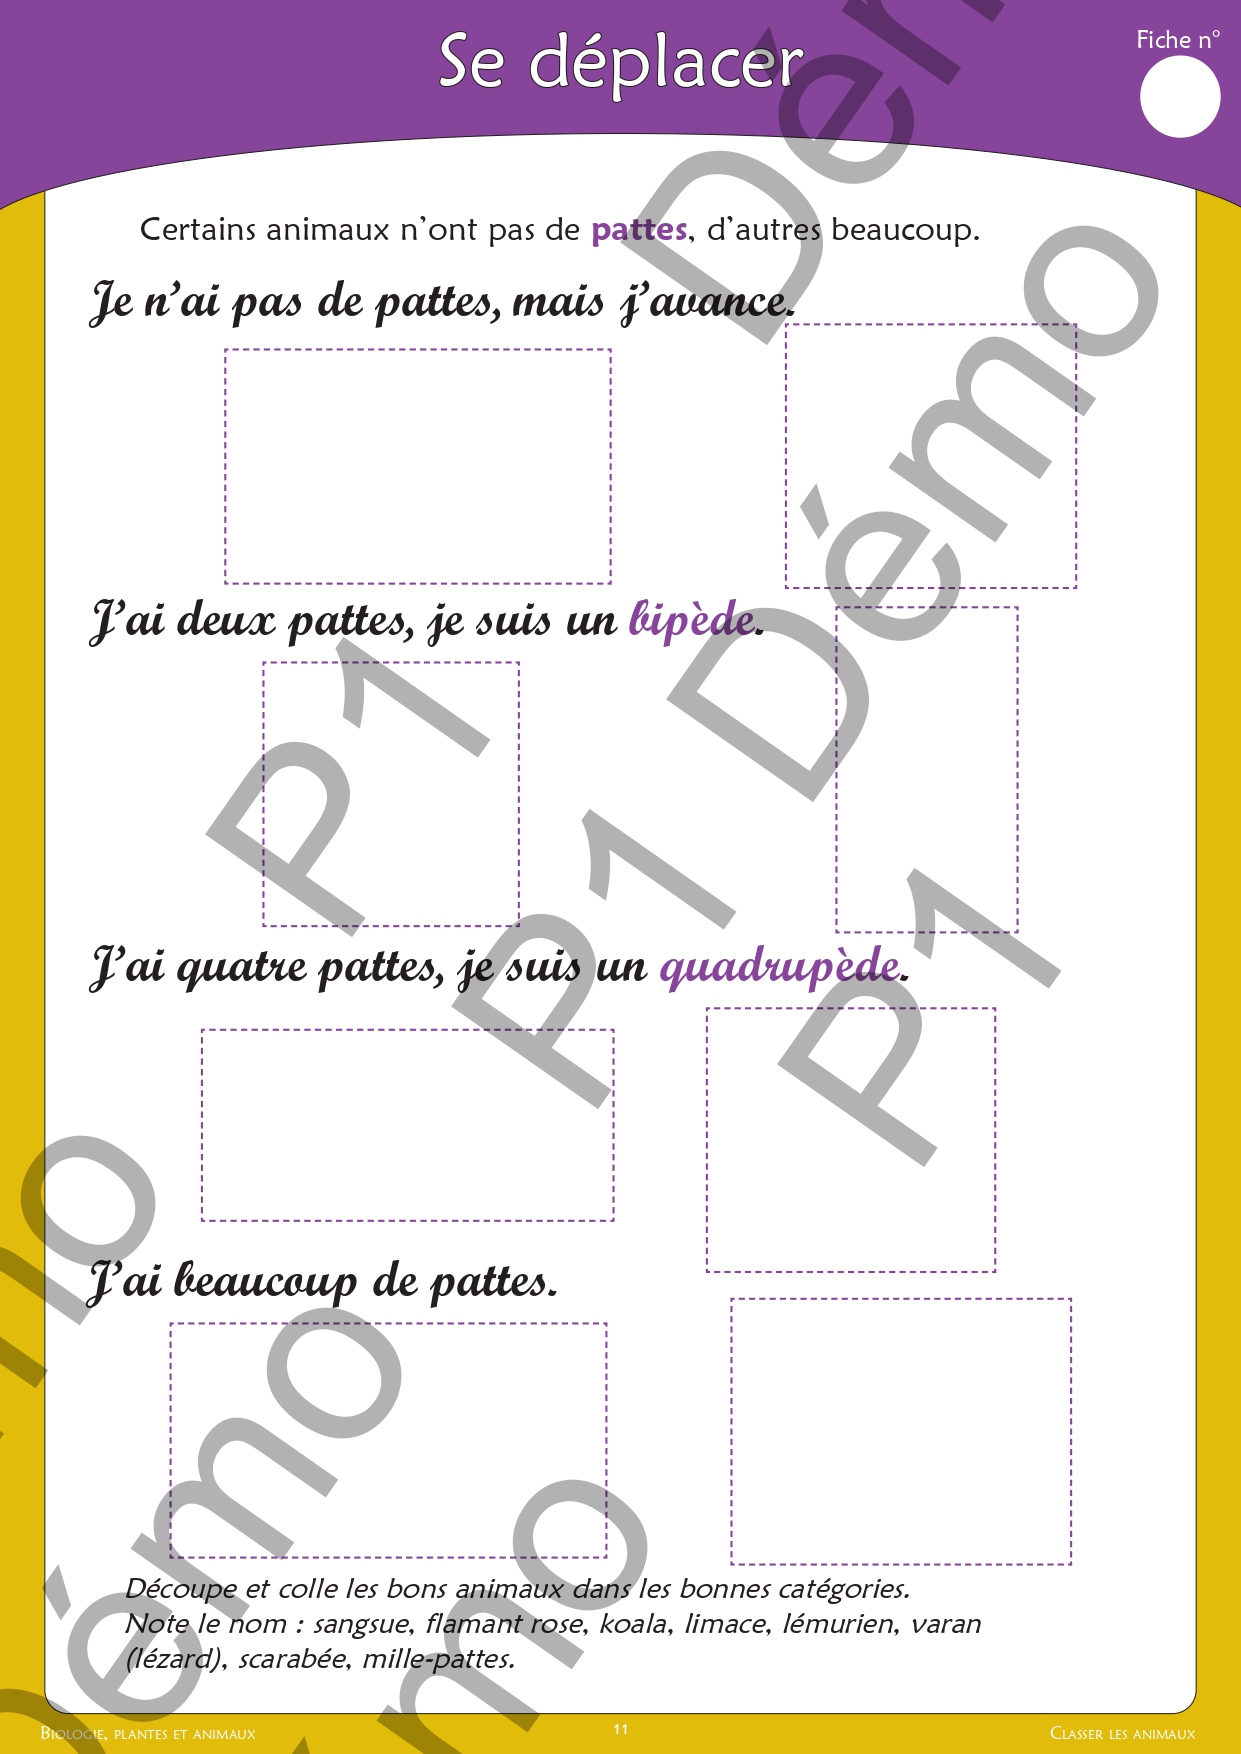 Se déplacer
Fiche n°
Certains animaux n'ont pas de pattes, d'autres beaucoup.
Je n'ai pas de pattes, mais j'avance.
J'ai deux pattes, je suis un bipède.
J'ai quatre pattes, je suis un quadrupède.
J'ai beaucoup de pattes.
Découpe et colle les bons animaux dans les bonnes catégories.
Note le nom : sangsue, flamant rose, koala, limace, lémurien, varan
(lézard), scarabée, mille-pattes.
Biologie, plantes et animaux
11
Classer les animaux
P1 Démo
P1 Démo
P1
Démo